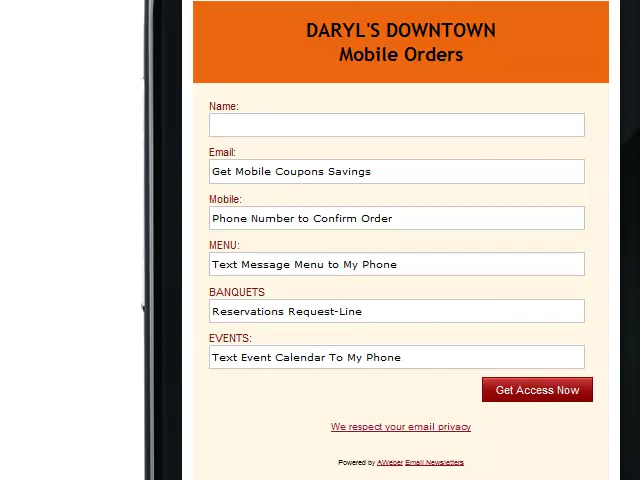 DARYL'S DOWNTOWN
Mobile Orders
Name:
Email:
Get Mobile Coupons Savings
Mobile:
Phone Number to Confirm Order
MENU:
Text Message Menu to My Phone
BANQUETS
Reservations Request-Line
EVENTS:
Text Event Calendar To My Phone
Get Access Now
We respect your email privacy
Powered by AWeber Email Newsletters